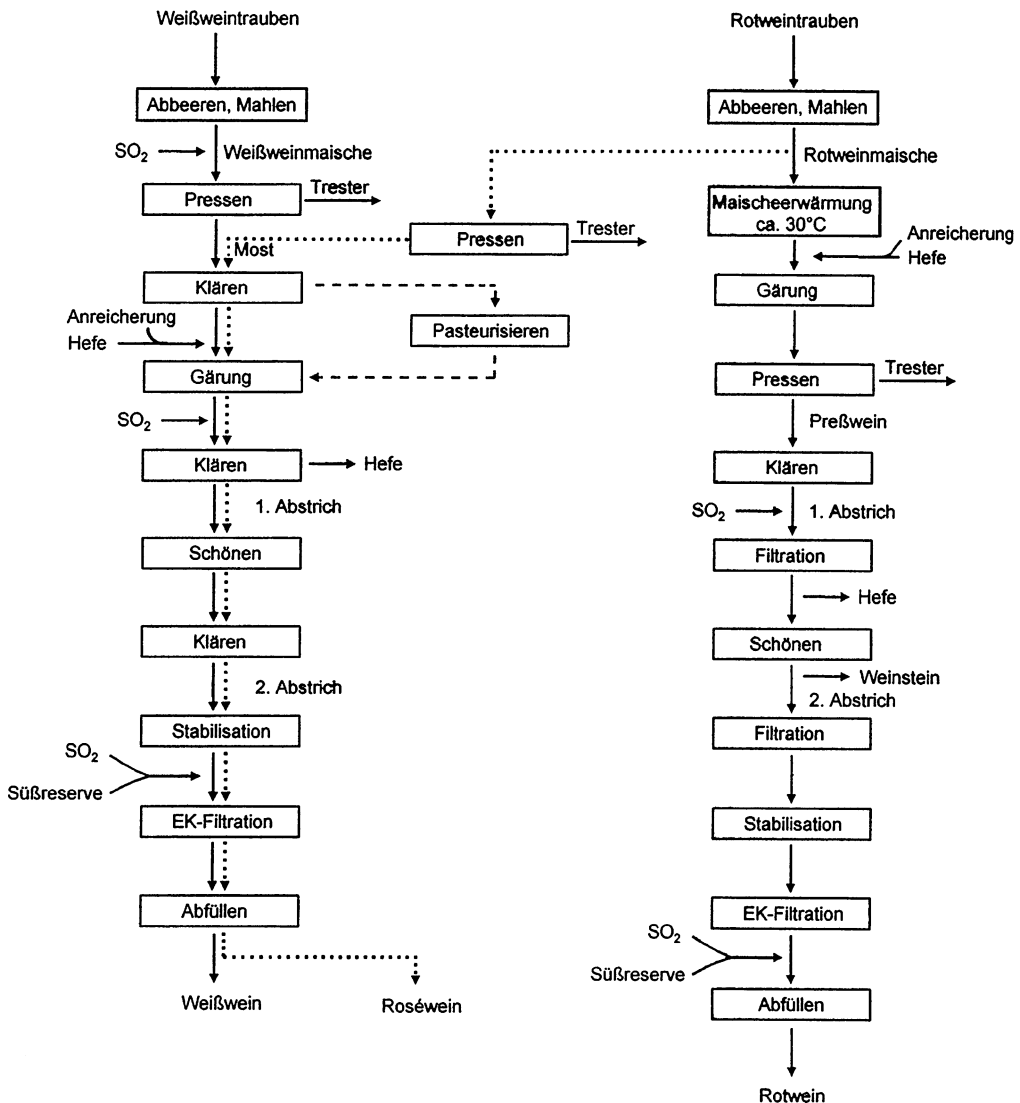 Weißweintrauben
Abbeeren, Mahlen
SO₂
Weißweinmaische
Pressen
Trester
Most
Klären
Anreicherung
Hefe
Gärung
SO₂
Klären
Hefe
1. Abstrich
Schönen
Klären
2. Abstrich
Stabilisation
SO₂
Süßreserve
EK-Filtration
Abfüllen
Weißwein
Roséwein
Pressen
Trester
Pasteurisieren
Rotweintrauben
Abbeeren, Mahlen
Rotweinmaische
Maischeerwärmung
ca. 30°C
Anreicherung
Hefe
Gärung
Pressen
Trester
Preßwein
Klären
SO₂
1. Abstrich
Filtration
Hefe
Schönen
Weinstein
2. Abstrich
Filtration
Stabilisation
EK-Filtration
SO₂
Süßreserve
Abfüllen
Rotwein